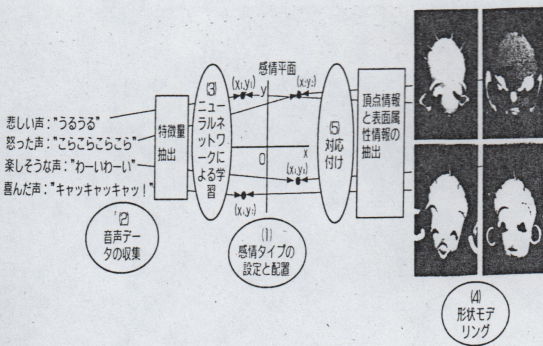 感情平面
(3)
ニュー
ラルネ
ットワ
ークに
よる学
習
y
x
0
悲しい声："うるうる"
怒った声："こらこらこらこら"
楽しそうな声："わーいわーい"
喜んだ声："キャッキャッキャッ！"
特徴量
抽出
(5)
対応
付け
頂点情報
と表面属
性情報の
抽出
(2)
音声デー
タの収集
(1)
感情タイプの
設定と配置
(4)
形状モデ
リング